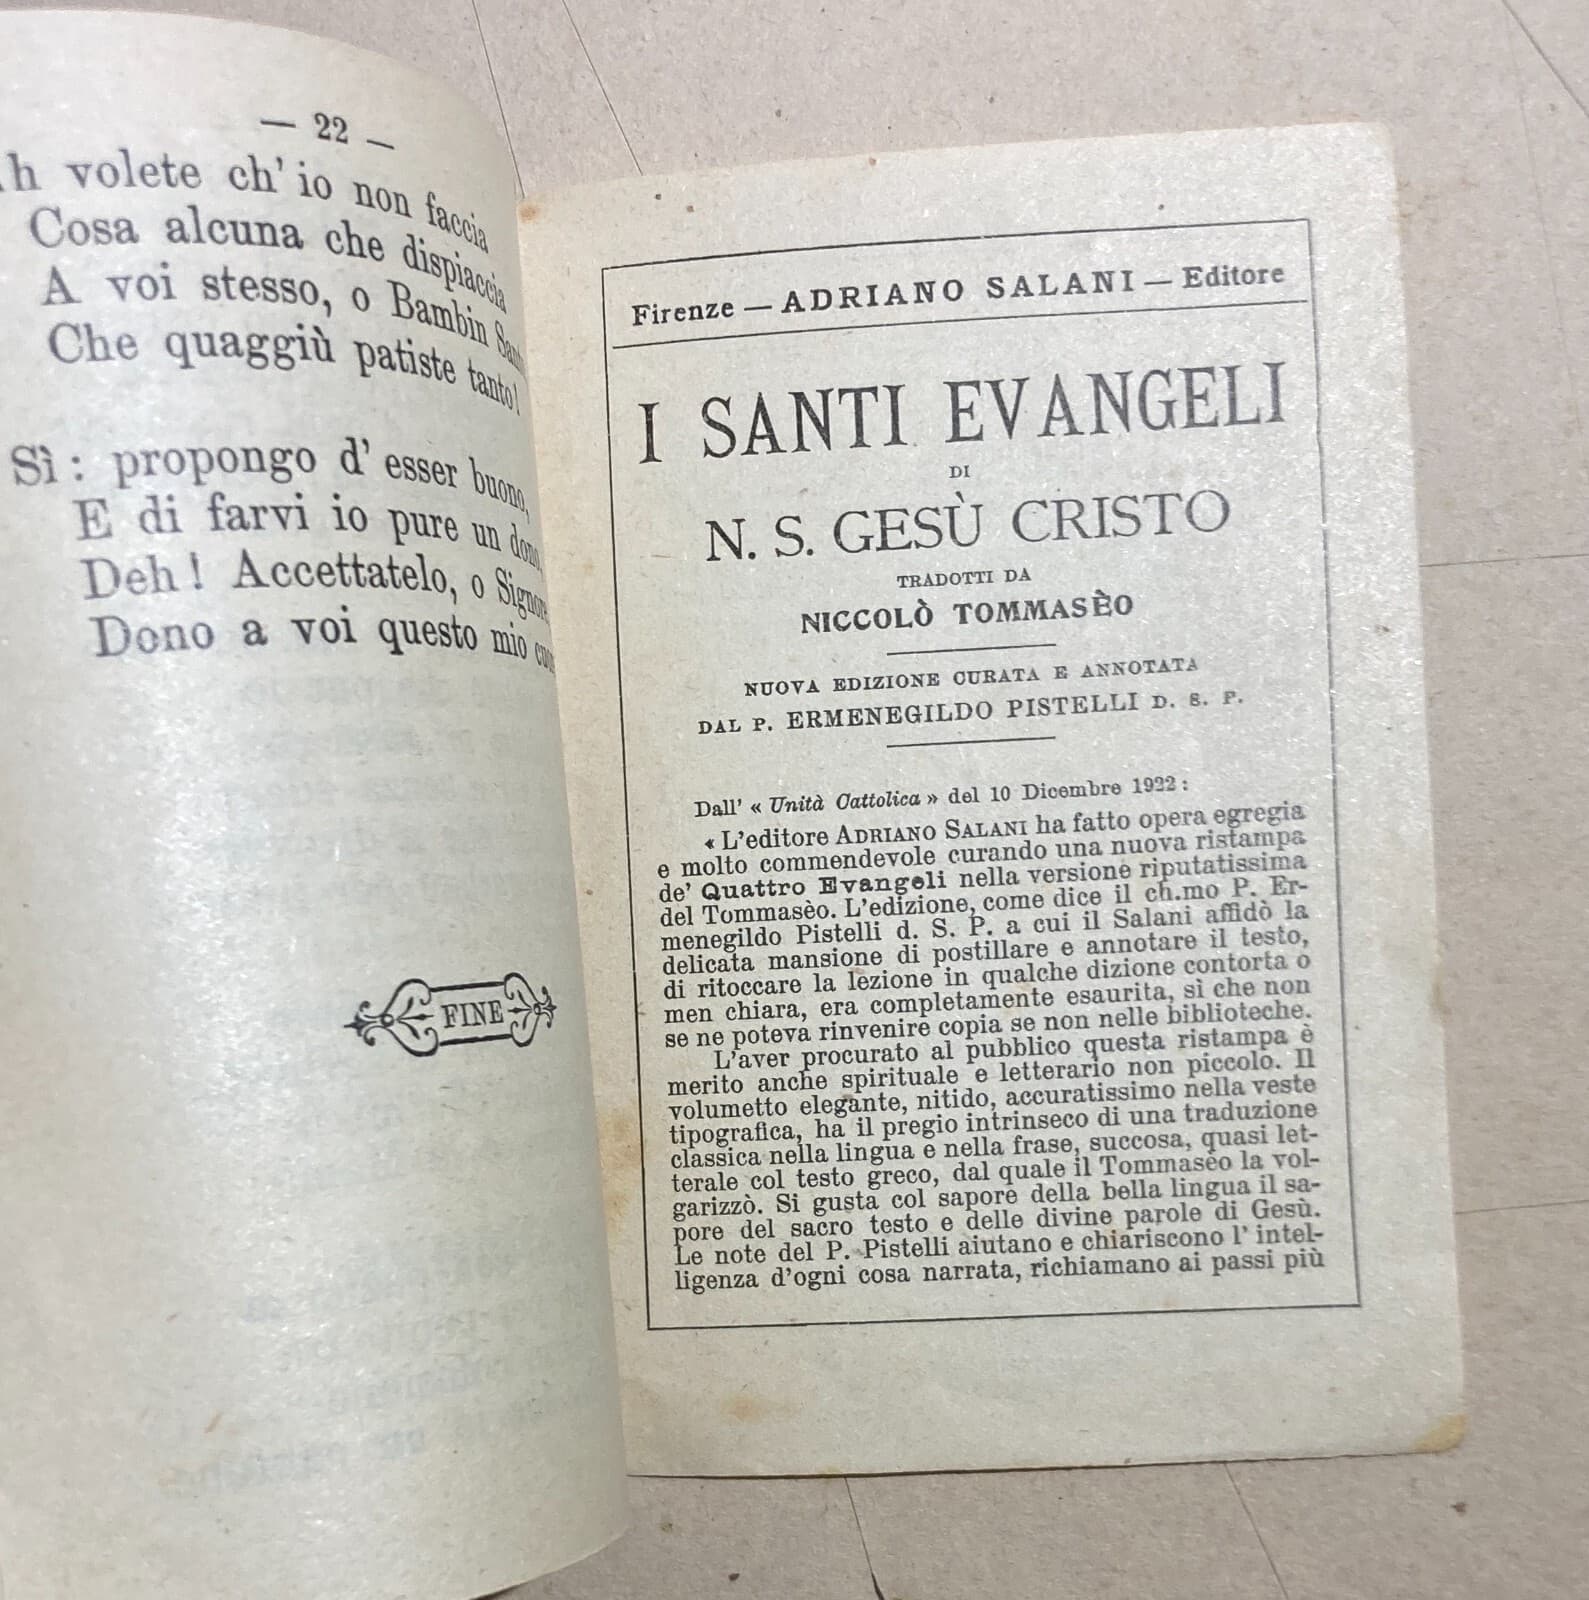 — 22 —
h volete ch' io non faccia
Cosa alcuna che dispiaccia
A voi stesso, o Bambin
Che quaggiù patiste tanto!
Sì: propongo d' esser buono,
E di farvi io pure un dono,
Deh! Accettatelo, o Signore
Dono a voi questo mio
FINE
Firenze — ADRIANO SALANI — Editore
I SANTI EVANGELI
DI
N. S. GESÙ CRISTO
TRADOTTI DA
NICCOLÒ TOMMASÈO
NUOVA EDIZIONE CURATA E ANNOTATA
DAL P. ERMENEGILDO PISTELLI D. S. P.
Dall' « Unità Cattolica » del 10 Dicembre 1922:
« L'editore ADRIANO SALANI ha fatto opera egregia
e molto commendevole curando una nuova ristampa
de' Quattro Evangeli nella versione riputatissima
del Tommasèo. L'edizione, come dice il ch.mo P. Er-
menegildo Pistelli d. S. P. a cui il Salani affidò la
delicata mansione di postillare e annotare il testo,
di ritoccare la lezione in qualche dizione contorta o
men chiara, era completamente esaurita, sì che non
se ne poteva rinvenire copia se non nelle biblioteche.
L'aver procurato al pubblico questa ristampa è
merito anche spirituale e letterario non piccolo. Il
volumetto elegante, nitido, accuratissimo nella veste
tipografica, ha il pregio intrinseco di una traduzione
classica nella lingua e nella frase, succosa, quasi let-
terale col testo greco, dal quale il Tommasèo la vol-
garizzò. Si gusta col sapore della bella lingua il sa-
pore del sacro testo e delle divine parole di Gesù.
Le note del P. Pistelli aiutano e chiariscono l' intel-
ligenza d'ogni cosa narrata, richiamano ai passi più